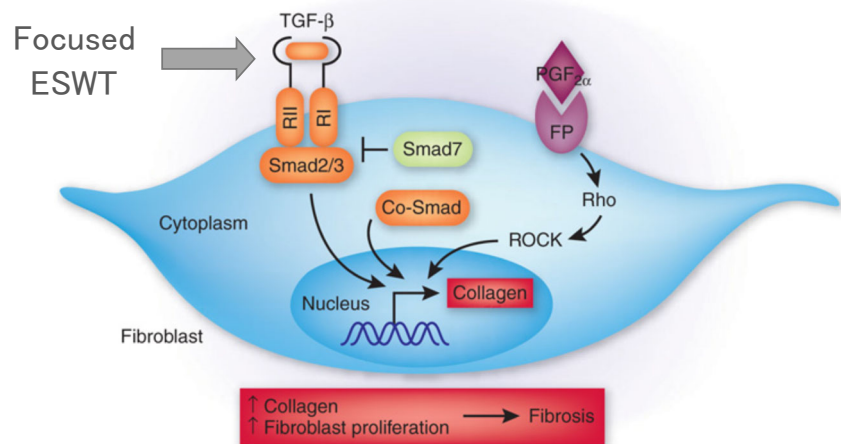 Focused
ESWT
TGF-β
PGF2α
RII
RI
FP
Smad7
Smad2/3
Rho
Co-Smad
Cytoplasm
ROCK
Nucleus
Collagen
Fibroblast
↑ Collagen
↑ Fibroblast proliferation
Fibrosis